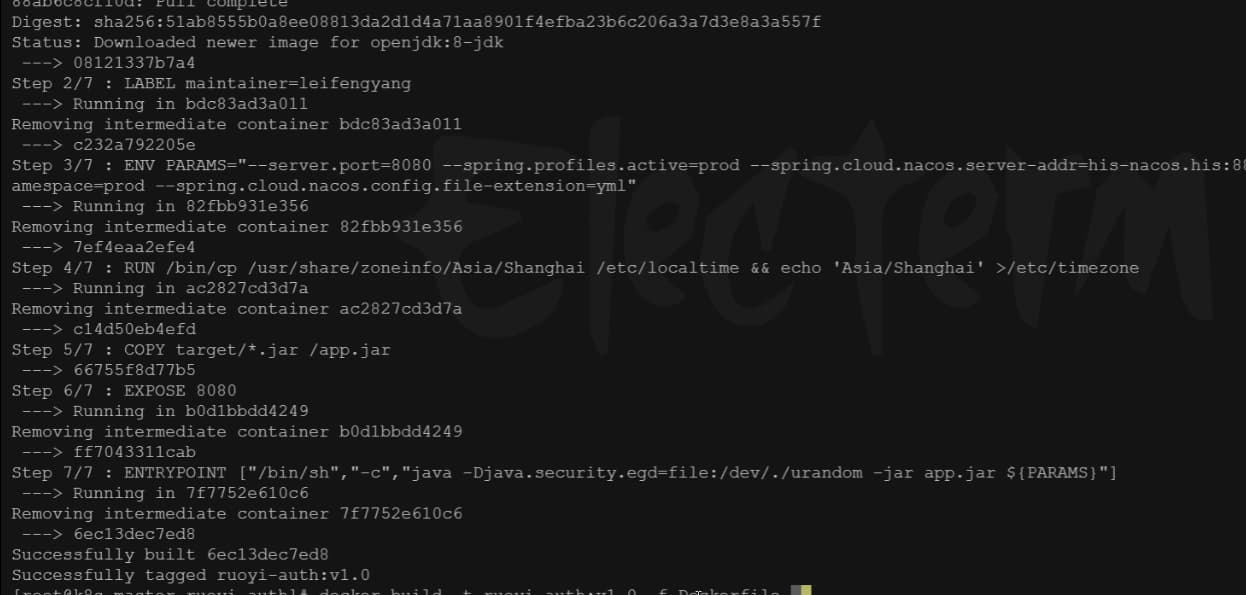 88ab6c8cff0d: Pull complete
Digest: sha256:51ab8555b0a8ee08813da2d1d4a71aa8901f4efba23b6c206a3a7d3e8a3a557f
Status: Downloaded newer image for openjdk:8-jdk
 ---> 08121337b7a4
Step 2/7 : LABEL maintainer=leifengyang
 ---> Running in bdc83ad3a011
Removing intermediate container bdc83ad3a011
 ---> c232a792205e
Step 3/7 : ENV PARAMS="--server.port=8080 --spring.profiles.active=prod --spring.cloud.nacos.server-addr=his-nacos.his:88
amespace=prod --spring.cloud.nacos.config.file-extension=yml"
 ---> Running in 82fbb931e356
Removing intermediate container 82fbb931e356
 ---> 7ef4eaa2efe4
Step 4/7 : RUN /bin/cp /usr/share/zoneinfo/Asia/Shanghai /etc/localtime && echo 'Asia/Shanghai' >/etc/timezone
 ---> Running in ac2827cd3d7a
Removing intermediate container ac2827cd3d7a
 ---> c14d50eb4efd
Step 5/7 : COPY target/*.jar /app.jar
 ---> 66755f8d77b5
Step 6/7 : EXPOSE 8080
 ---> Running in b0d1bbdd4249
Removing intermediate container b0d1bbdd4249
 ---> ff7043311cab
Step 7/7 : ENTRYPOINT ["/bin/sh","-c","java -Djava.security.egd=file:/dev/./urandom -jar app.jar ${PARAMS}"]
 ---> Running in 7f7752e610c6
Removing intermediate container 7f7752e610c6
 ---> 6ec13dec7ed8
Successfully built 6ec13dec7ed8
Successfully tagged ruoyi-auth:v1.0
[root@k8s-master ruoyi-auth]# docker build -t ruoyi-auth:v1.0 -f Dockerfile .
Electerm